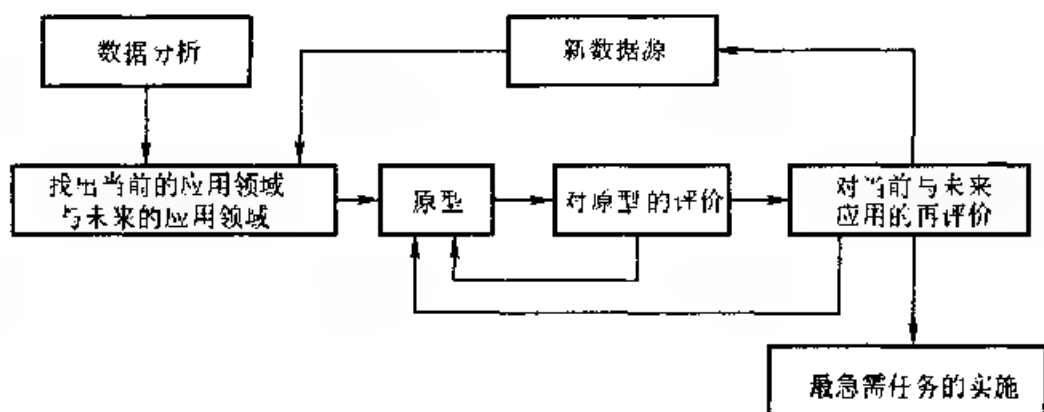 数据分析
新数据源
找出当前的应用领域
与未来的应用领域
原型
对原型的评价
对当前与未来
应用的再评价
最急需任务的实施